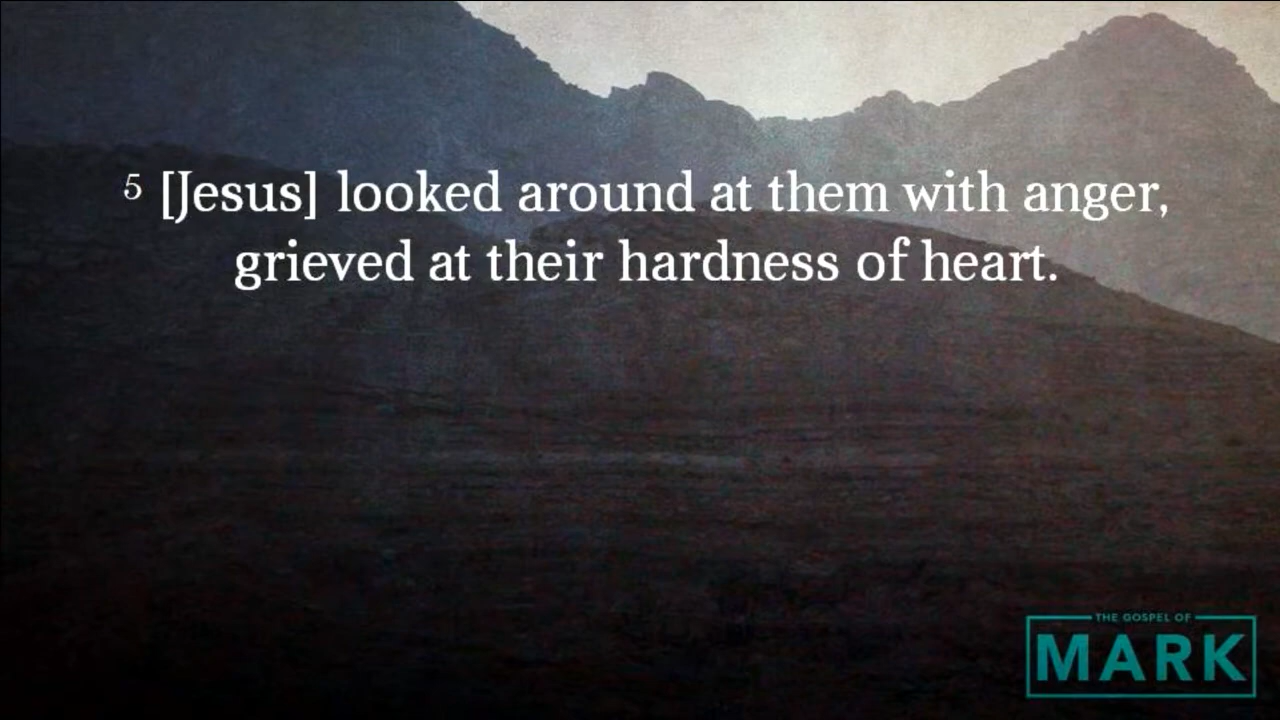 5 [Jesus] looked around at them with anger,
grieved at their hardness of heart.
THE GOSPEL OF
MARK